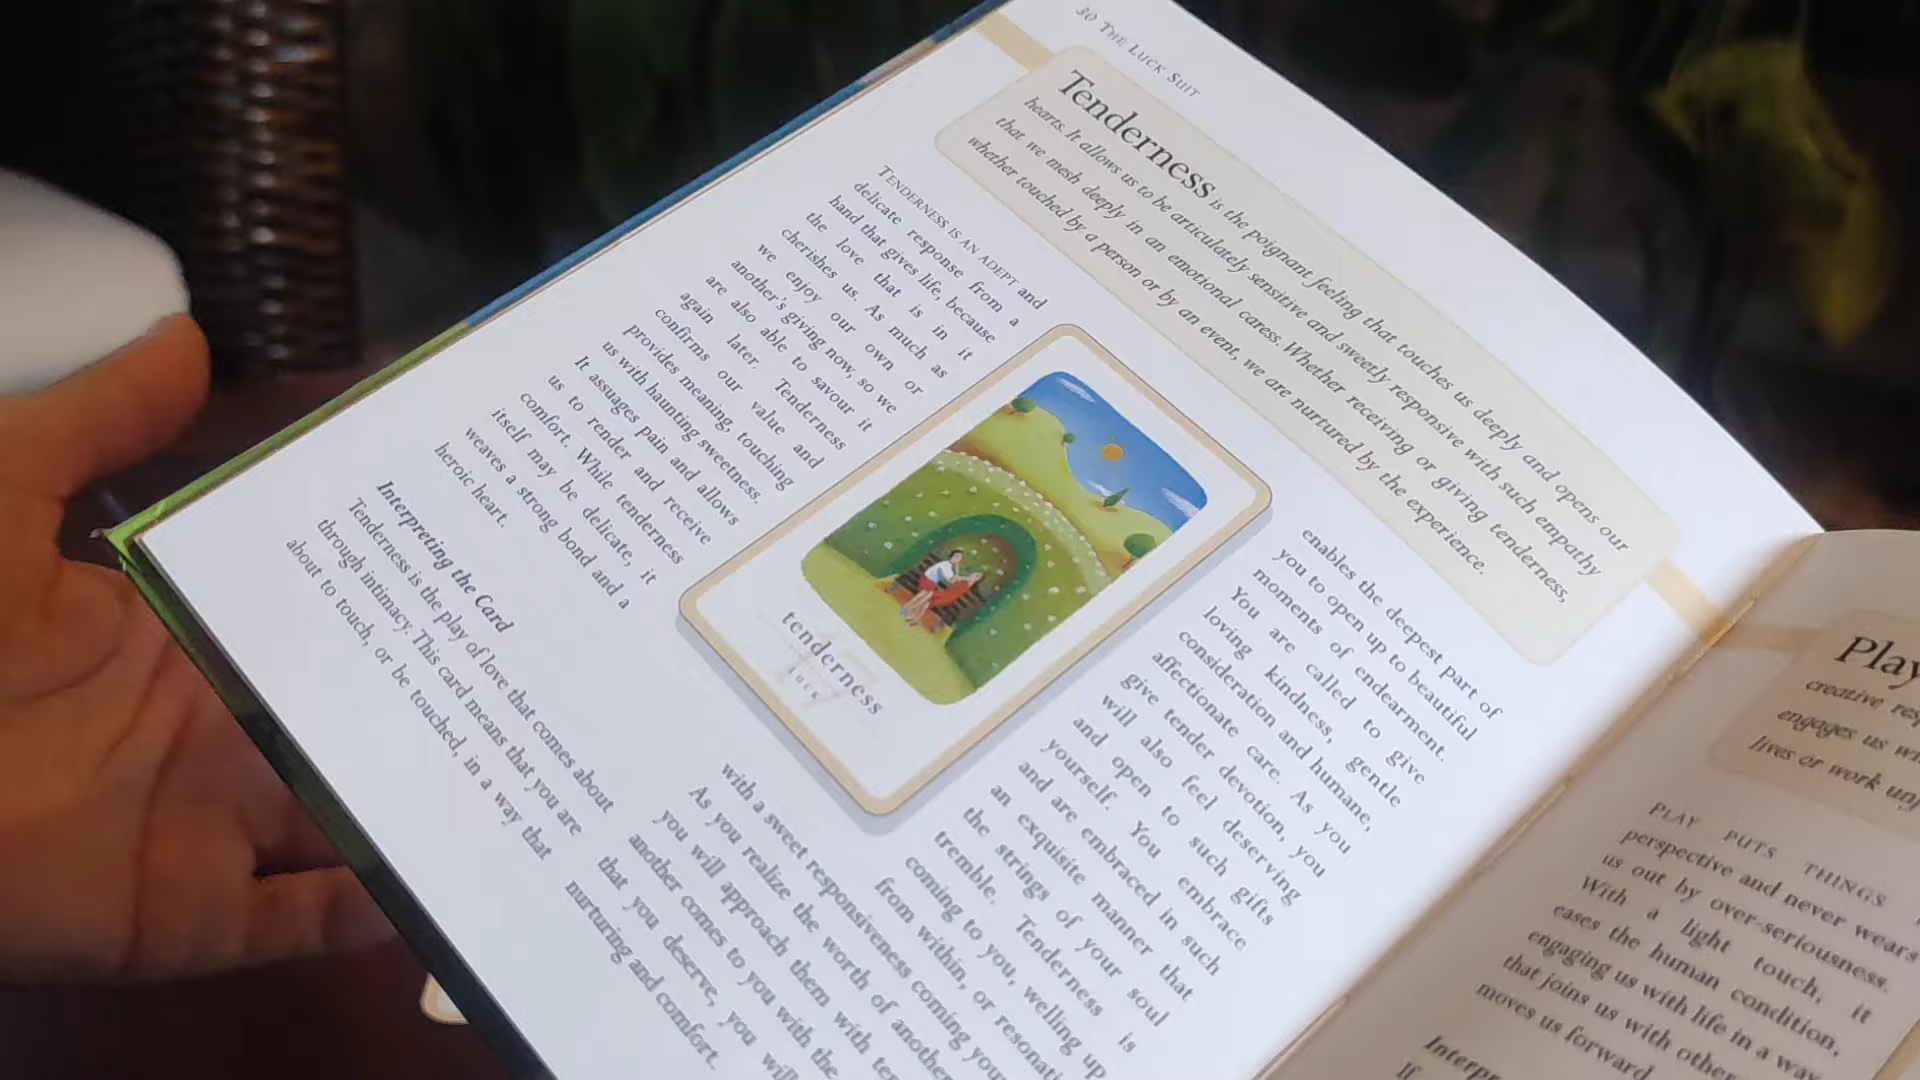 30 THE LUCK SUIT
Tenderness is the poignant feeling that touches us deeply and opens our
hearts. It allows us to be articulately sensitive and sweetly responsive with such empathy
that we mesh deeply in an emotional caress. Whether receiving or giving tenderness,
whether touched by a person or by an event, we are nurtured by the experience.
TENDERNESS IS AN ADEPT and
delicate response from a
hand that gives life, because
the love that is in it
cherishes us. As much as
we enjoy our own or
another's giving now, so we
are also able to savour it
again later. Tenderness
confirms our value and
provides meaning, touching
us with haunting sweetness.
It assuages pain and allows
us to render and receive
comfort. While tenderness
itself may be delicate, it
weaves a strong bond and a
heroic heart.
Interpreting the Card
Tenderness is the play of love that comes about
through intimacy. This card means that you are
about to touch, or be touched, in a way that
tenderness
LUCK
enables the deepest part of
you to open up to beautiful
moments of endearment.
You are called to give
loving kindness, gentle
consideration and humane,
affectionate care. As you
give tender devotion, you
will also feel deserving
and open to such gifts
yourself. You embrace
and are embraced in such
an exquisite manner that
the strings of your soul
tremble. Tenderness is
coming to you, welling up
from within, or
with a sweet responsiveness coming
As you realize the worth of another
you will approach them with
another comes to you with the
that you deserve, you
nurturing and comfort.
Play
creative
engages us
lives or work
PLAY PUTS THINGS
perspective and never wears
us out by over-seriousness.
With a light touch, it
eases the human condition,
engaging us with life in a way
that joins us with
moves us forward
If